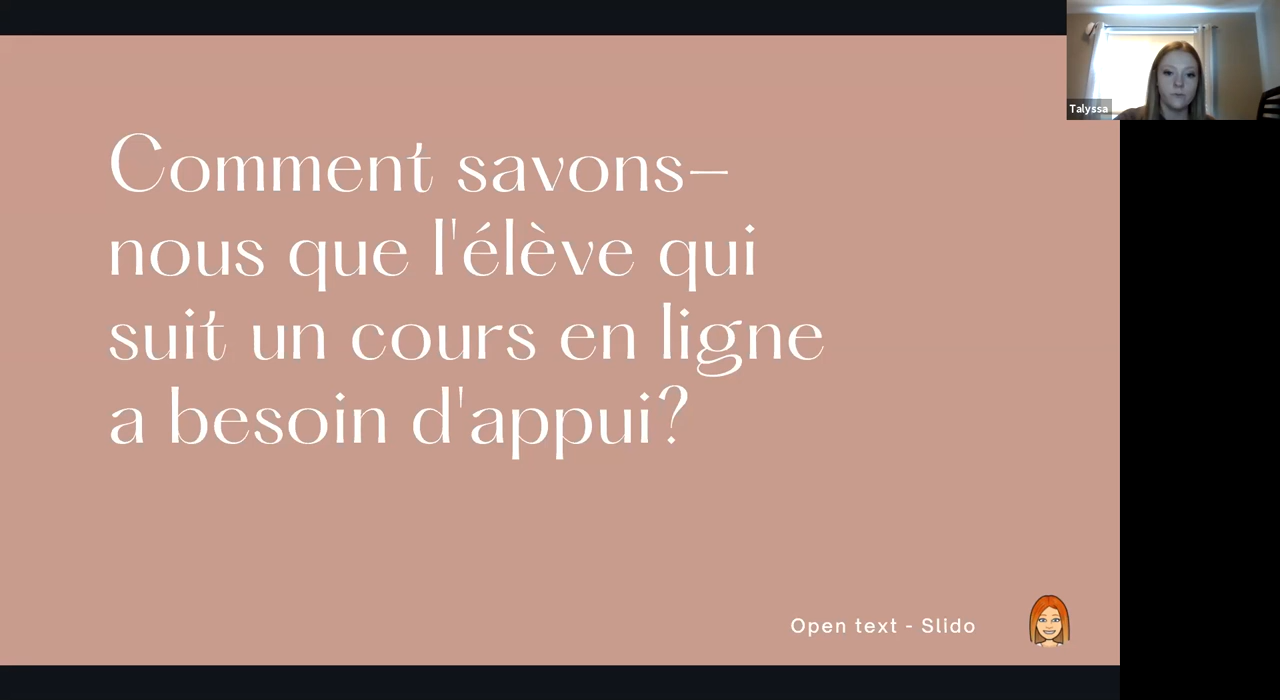 Talyssa
Comment savons-
nous que l'élève qui
suit un cours en ligne
a besoin d'appui?
Open text - Slido